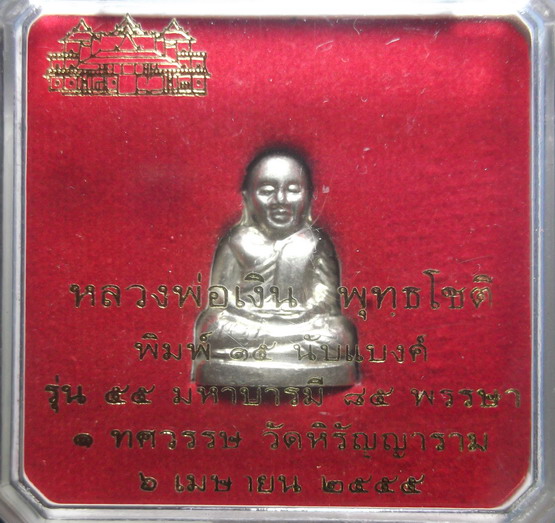 หลวงพ่อเงิน พุทธโชติ
พิมพ์ ๑๕ นับแบงค์
รุ่น ๕๕ มหาบารมี ๘๕ พรรษา
๑ ทศวรรษ วัดหิรัญญาราม
๖ เมษายน ๒๕๕๕